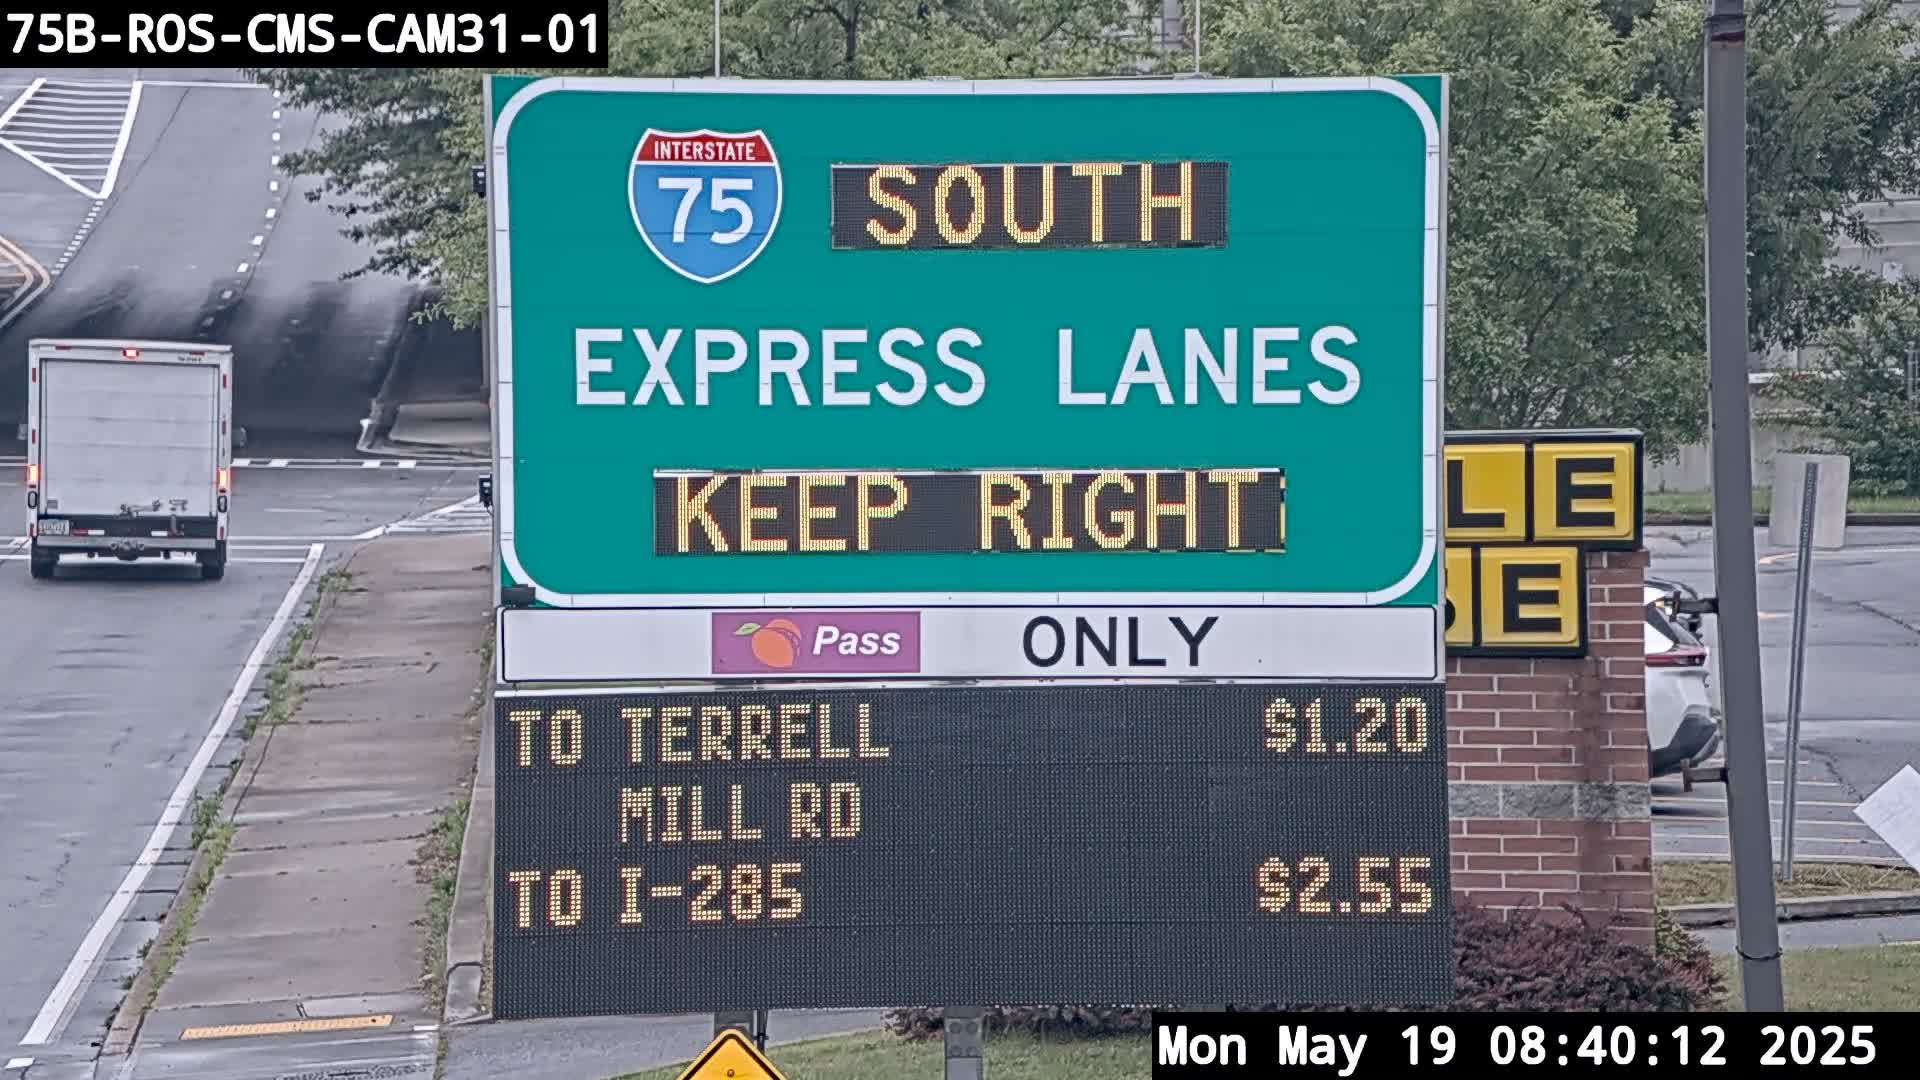 75B-ROS-CMS-CAM31-01
INTERSTATE
75
SOUTH
EXPRESS LANES
KEEP RIGHT
Pass ONLY
TO TERRELL $1.20
MILL RD
TO I-285 $2.55
LE
E
Mon May 19 08:40:12 2025